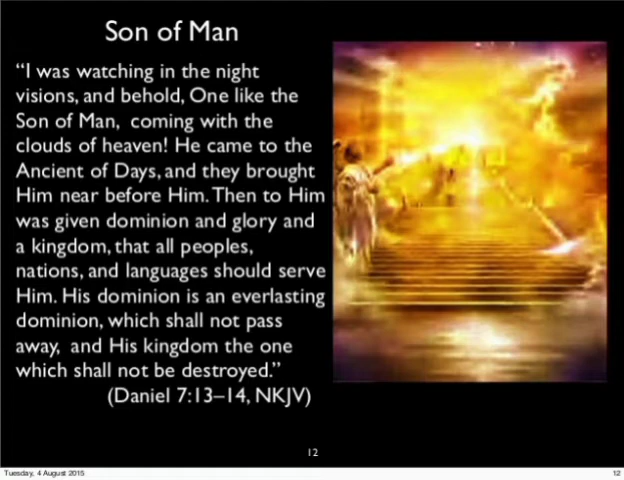 Son of Man
“I was watching in the night
visions, and behold, One like the
Son of Man, coming with the
clouds of heaven! He came to the
Ancient of Days, and they brought
Him near before Him. Then to Him
was given dominion and glory and
a kingdom, that all peoples,
nations, and languages should serve
Him. His dominion is an everlasting
dominion, which shall not pass
away, and His kingdom the one
which shall not be destroyed.”
(Daniel 7:13–14, NKJV)
12
Tuesday, 4 August 2015
12